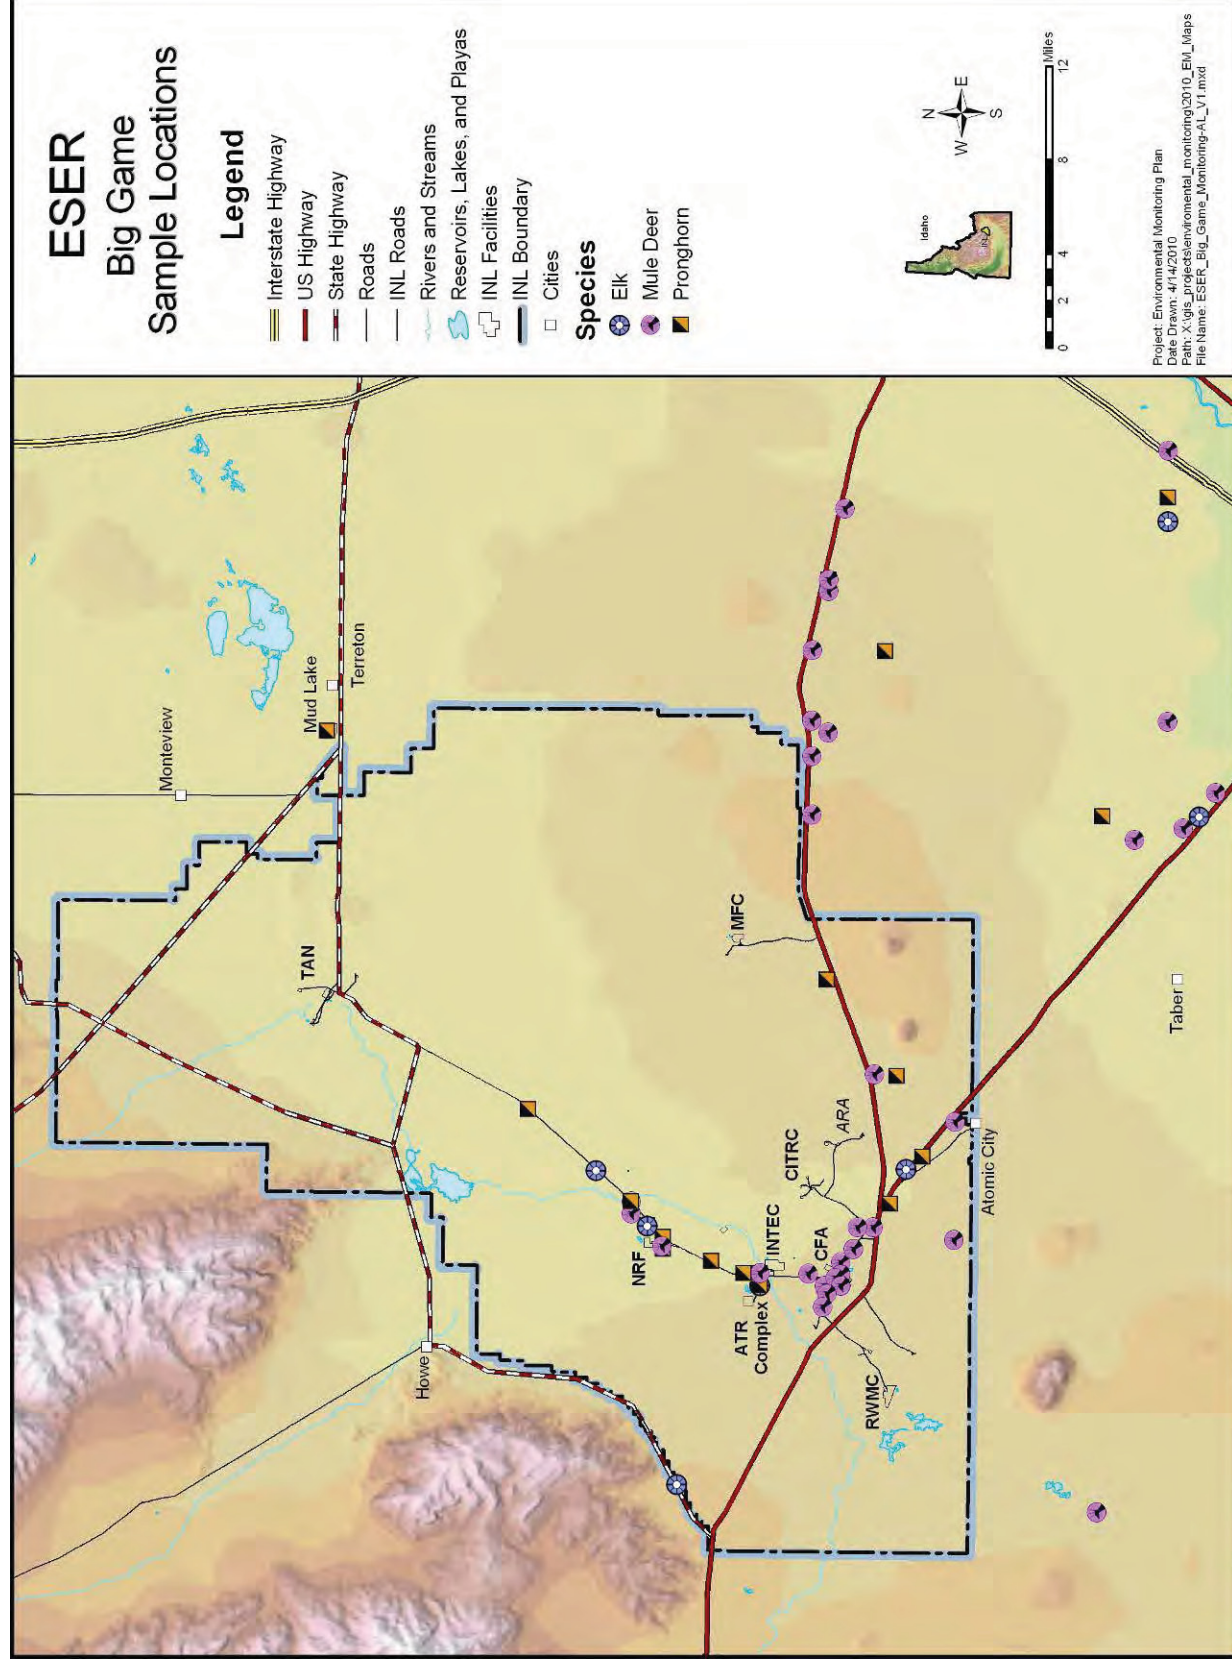 ESER
Big Game
Sample Locations
Legend
Interstate Highway
US Highway
State Highway
Roads
INL Roads
Rivers and Streams
Reservoirs, Lakes, and Playas
INL Facilities
INL Boundary
Cities
Species
Elk
Mule Deer
Pronghorn
Idaho
INL
N
W
E
S
0
2
4
8
12
Miles
Project: Environmental Monitoring Plan
Date Drawn: 4/14/2010
Path: X:\gis_projects\enviromental_monitoring\2010_EM_Maps
File Name: ESER_Big_Game_Monitoring-AL_V1.mxd
Monteview
Mud Lake
Terreton
TAN
Howe
MFC
NRF
CITRC
ARA
INTEC
CFA
ATR
Complex
RWMC
Atomic City
Taber